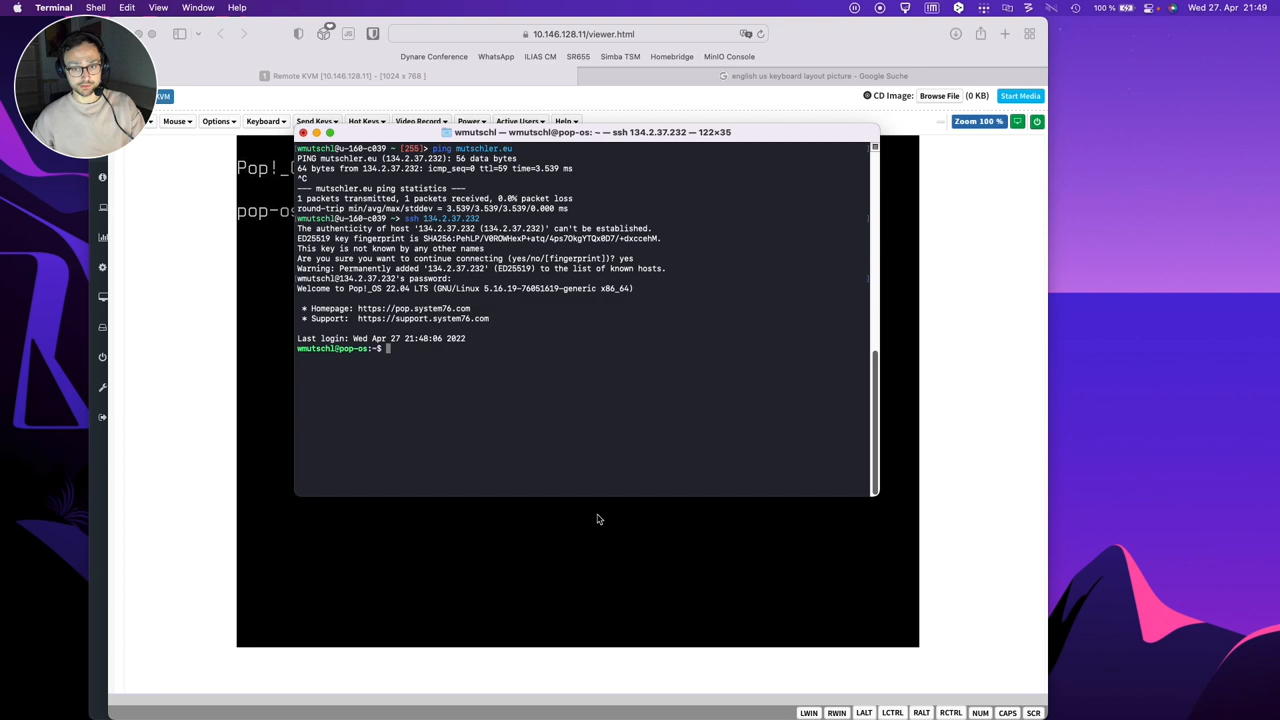 Terminal Shell Edit View Window Help
100 % Wed 27. Apr 21:49
10.146.128.11/viewer.html
Dynare Conference WhatsApp ILIAS CM SR655 Simba TSM Homebridge MinIO Console
1 Remote KVM [10.146.128.11] - [1024 x 768 ]
english us keyboard layout picture - Google Suche
KVM
CD Image: Browse File (0 KB) Start Media
Mouse Options Keyboard Send Keys Hot Keys Video Record Power Active Users Help
Zoom 100 %
wmutschl — wmutschl@pop-os: ~ — ssh 134.2.37.232 — 122×35
Pop!_
pop-os
wmutschl@u-160-c039 ~ [255]> ping mutschler.eu
PING mutschler.eu (134.2.37.232): 56 data bytes
64 bytes from 134.2.37.232: icmp_seq=0 ttl=59 time=3.539 ms
^C
--- mutschler.eu ping statistics ---
1 packets transmitted, 1 packets received, 0.0% packet loss
round-trip min/avg/max/stddev = 3.539/3.539/3.539/0.000 ms
wmutschl@u-160-c039 ~> ssh 134.2.37.232
The authenticity of host '134.2.37.232 (134.2.37.232)' can't be established.
ED25519 key fingerprint is SHA256:PehLP/V0ROWHexP+atq/4ps7OkgYTQx0D7/+dxccehM.
This key is not known by any other names
Are you sure you want to continue connecting (yes/no/[fingerprint])? yes
Warning: Permanently added '134.2.37.232' (ED25519) to the list of known hosts.
wmutschl@134.2.37.232's password:
Welcome to Pop!_OS 22.04 LTS (GNU/Linux 5.16.19-76051619-generic x86_64)
* Homepage: https://pop.system76.com
* Support: https://support.system76.com
Last login: Wed Apr 27 21:48:06 2022
wmutschl@pop-os:~$
LWIN RWIN LALT LCTRL RALT RCTRL NUM CAPS SCR